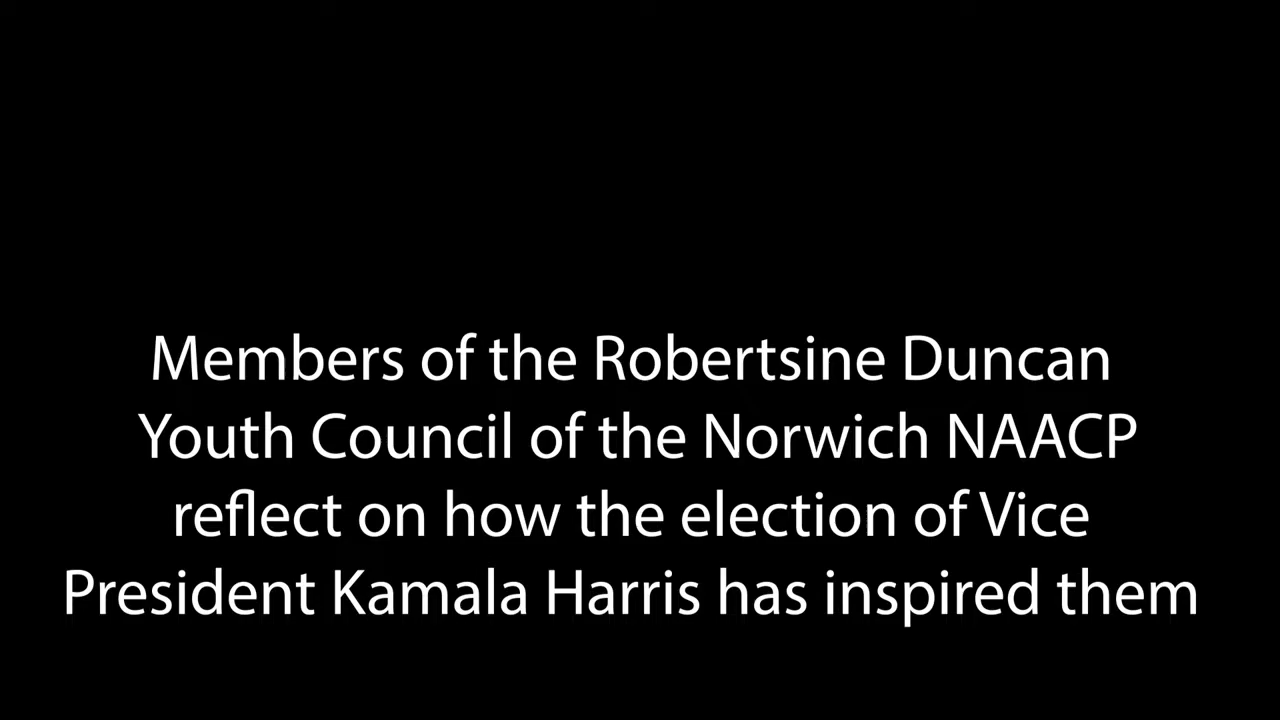 Members of the Robertsine Duncan
Youth Council of the Norwich NAACP
reflect on how the election of Vice
President Kamala Harris has inspired them